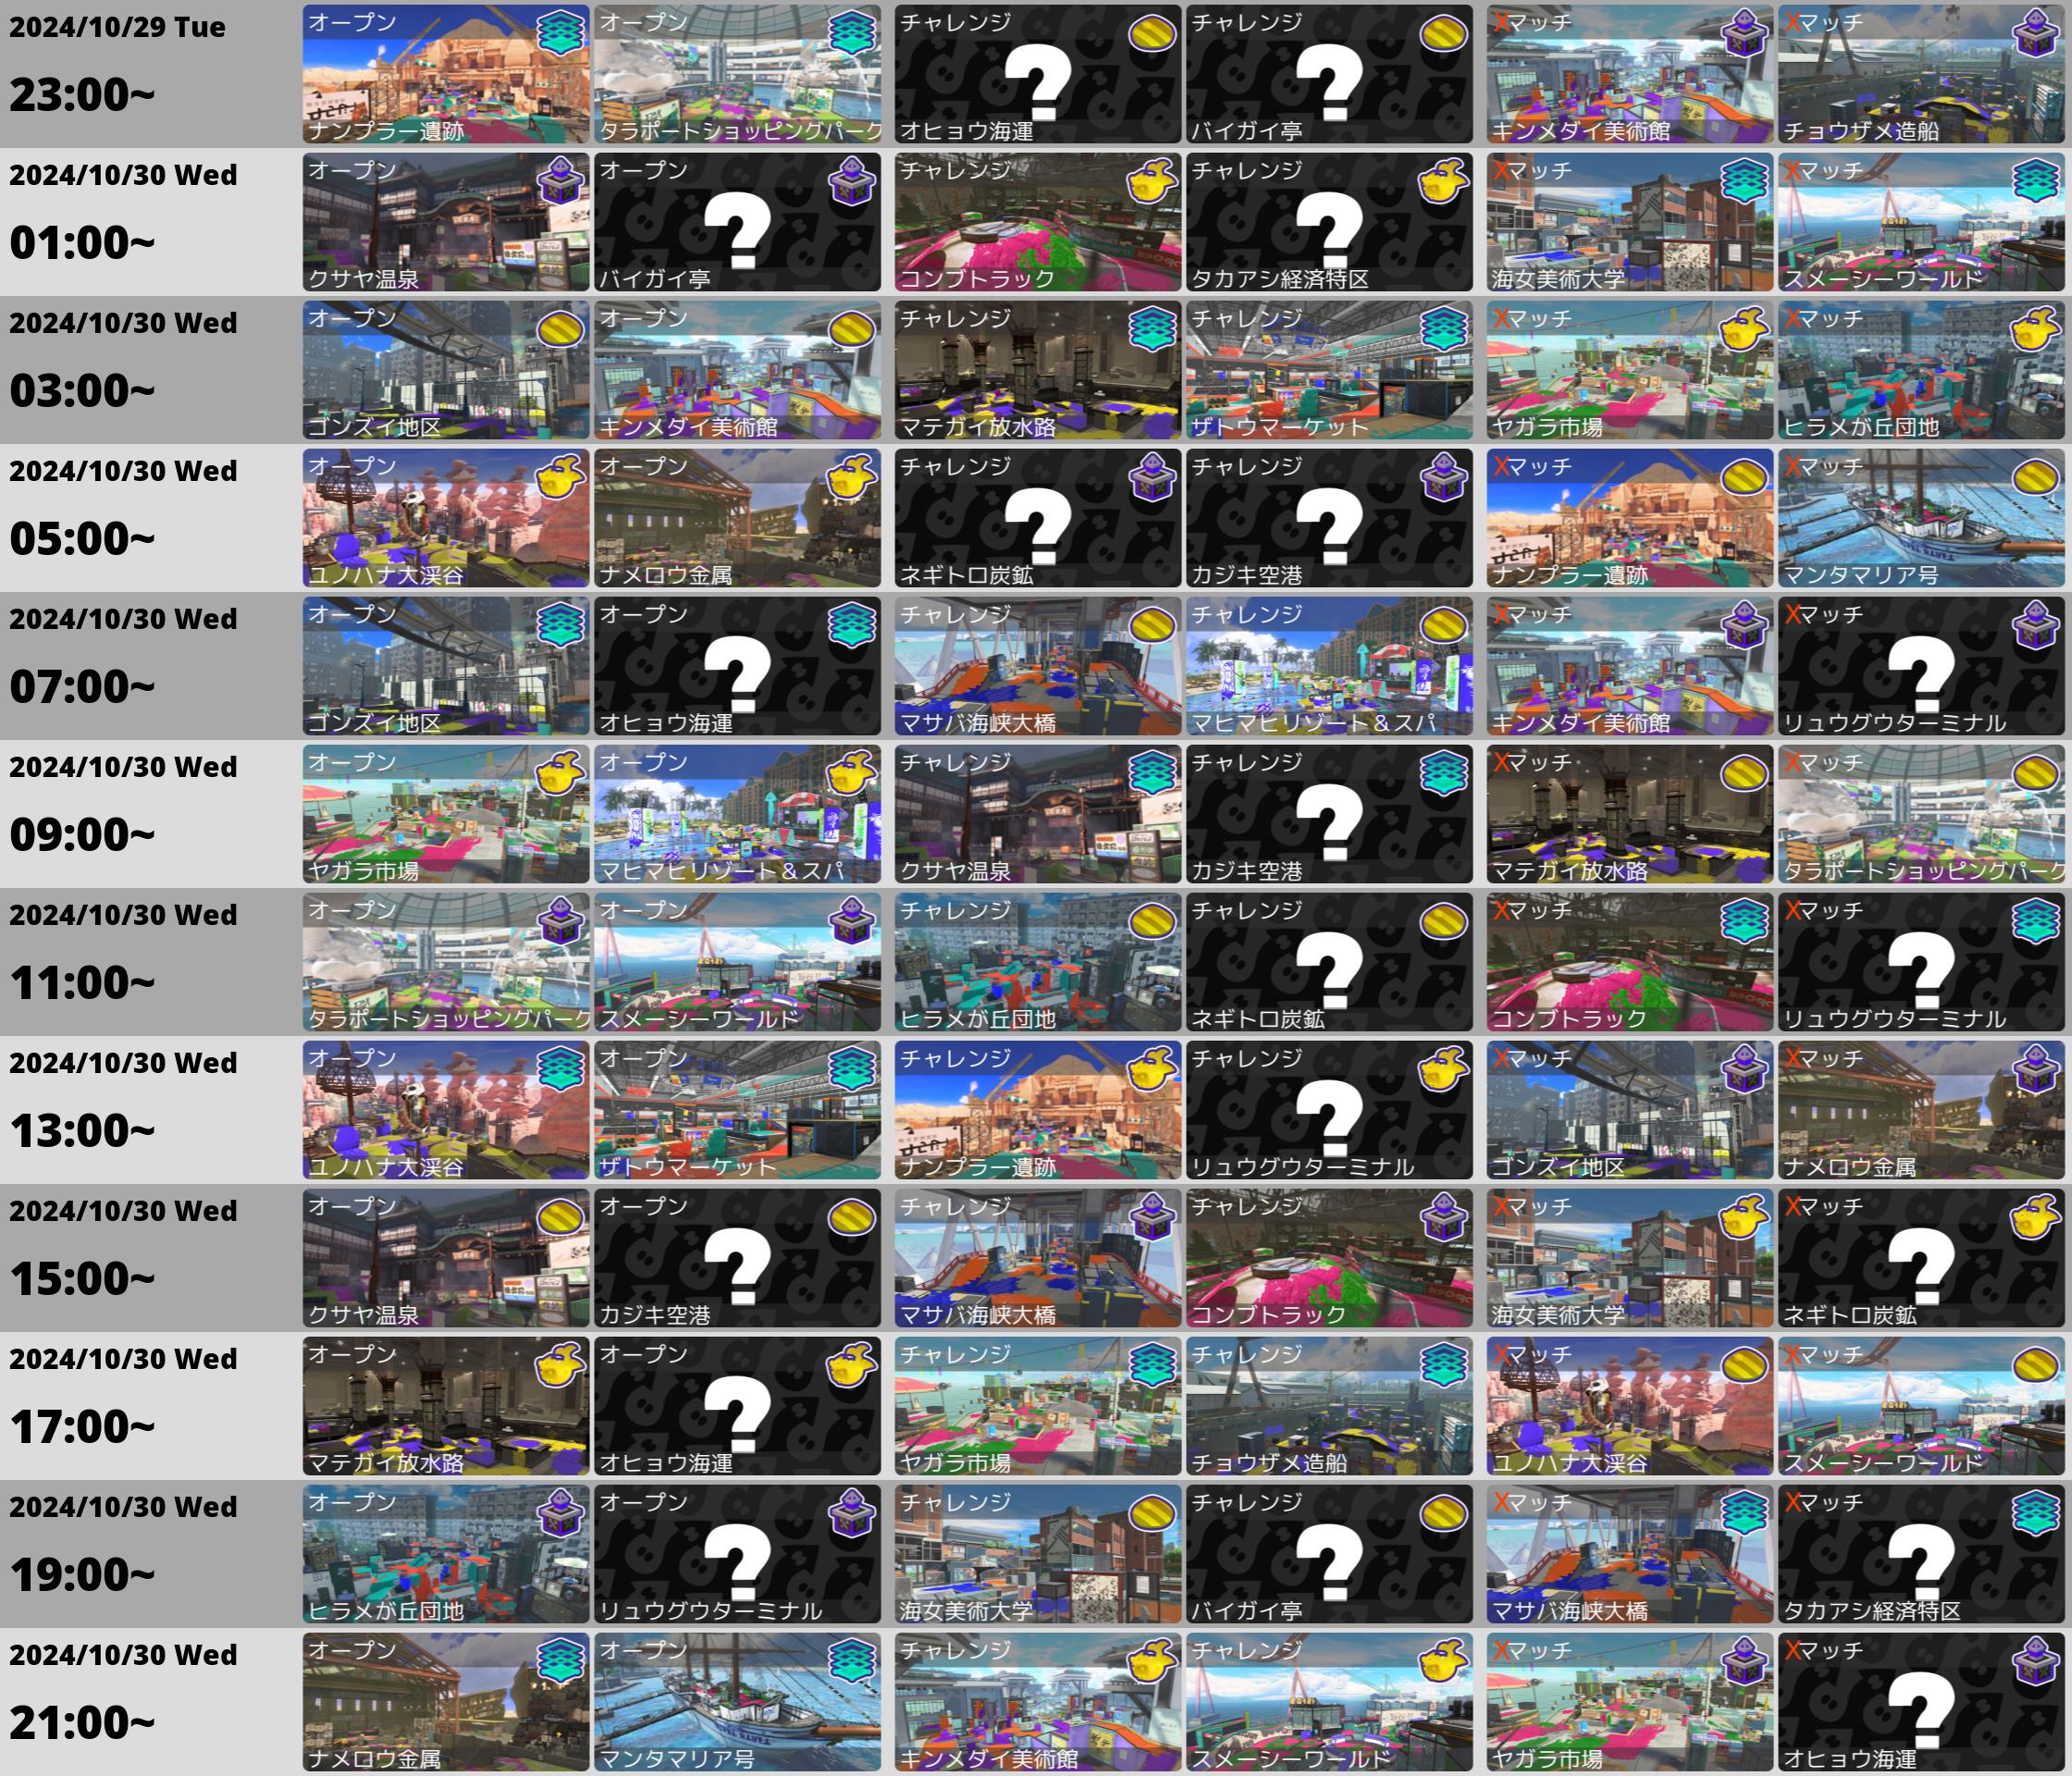 2024/10/29 Tue
23:00~
オープン
ナンプラー遺跡
オープン
タラポートショッピングパーク
チャレンジ
オヒョウ海運
チャレンジ
バイガイ亭
Xマッチ
キンメダイ美術館
Xマッチ
チョウザメ造船
2024/10/30 Wed
01:00~
オープン
クサヤ温泉
オープン
バイガイ亭
チャレンジ
コンブトラック
チャレンジ
タカアシ経済特区
Xマッチ
海女美術大学
Xマッチ
スメーシーワールド
2024/10/30 Wed
03:00~
オープン
ゴンズイ地区
オープン
キンメダイ美術館
チャレンジ
マテガイ放水路
チャレンジ
ザトウマーケット
Xマッチ
ヤガラ市場
Xマッチ
ヒラメが丘団地
2024/10/30 Wed
05:00~
オープン
ユノハナ大渓谷
オープン
ナメロウ金属
チャレンジ
ネギトロ炭鉱
チャレンジ
カジキ空港
Xマッチ
ナンプラー遺跡
Xマッチ
マンタマリア号
2024/10/30 Wed
07:00~
オープン
ゴンズイ地区
オープン
オヒョウ海運
チャレンジ
マサバ海峡大橋
チャレンジ
マヒマヒリゾート＆スパ
Xマッチ
キンメダイ美術館
Xマッチ
リュウグウターミナル
2024/10/30 Wed
09:00~
オープン
ヤガラ市場
オープン
マヒマヒリゾート＆スパ
チャレンジ
クサヤ温泉
チャレンジ
カジキ空港
Xマッチ
マテガイ放水路
Xマッチ
タラポートショッピングパーク
2024/10/30 Wed
11:00~
オープン
タラポートショッピングパーク
オープン
スメーシーワールド
チャレンジ
ヒラメが丘団地
チャレンジ
ネギトロ炭鉱
Xマッチ
コンブトラック
Xマッチ
リュウグウターミナル
2024/10/30 Wed
13:00~
オープン
ユノハナ大渓谷
オープン
ザトウマーケット
チャレンジ
ナンプラー遺跡
チャレンジ
リュウグウターミナル
Xマッチ
ゴンズイ地区
Xマッチ
ナメロウ金属
2024/10/30 Wed
15:00~
オープン
クサヤ温泉
オープン
カジキ空港
チャレンジ
マサバ海峡大橋
チャレンジ
コンブトラック
Xマッチ
海女美術大学
Xマッチ
ネギトロ炭鉱
2024/10/30 Wed
17:00~
オープン
マテガイ放水路
オープン
オヒョウ海運
チャレンジ
ヤガラ市場
チャレンジ
チョウザメ造船
Xマッチ
ユノハナ大渓谷
Xマッチ
スメーシーワールド
2024/10/30 Wed
19:00~
オープン
ヒラメが丘団地
オープン
リュウグウターミナル
チャレンジ
海女美術大学
チャレンジ
バイガイ亭
Xマッチ
マサバ海峡大橋
Xマッチ
タカアシ経済特区
2024/10/30 Wed
21:00~
オープン
ナメロウ金属
オープン
マンタマリア号
チャレンジ
キンメダイ美術館
チャレンジ
スメーシーワールド
Xマッチ
ヤガラ市場
Xマッチ
オヒョウ海運